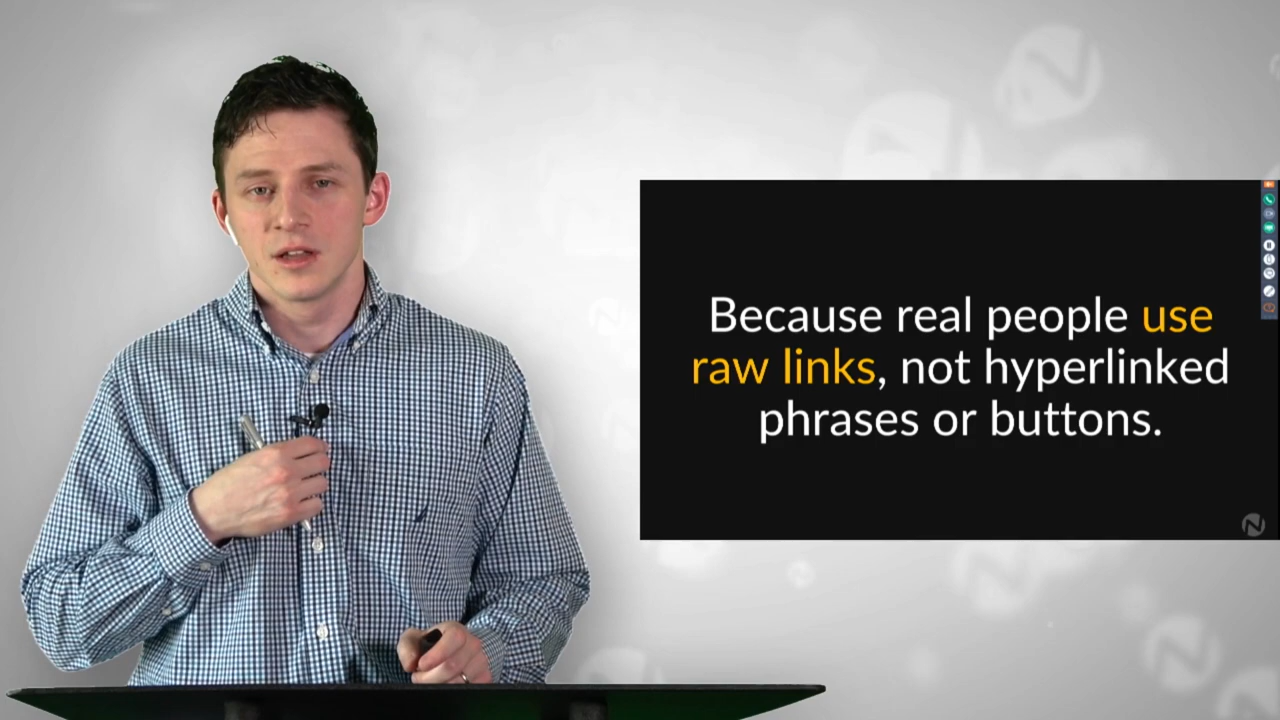 Because real people use
raw links, not hyperlinked
phrases or buttons.